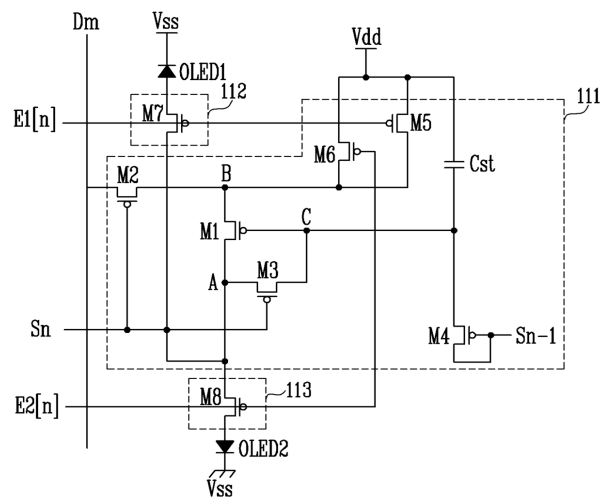 Dm
Vss
Vdd
OLED1
112
111
M7
E1[n]
M5
M6
Cst
M2
B
C
M1
A
M3
Sn
M4
Sn-1
113
M8
E2[n]
OLED2
Vss